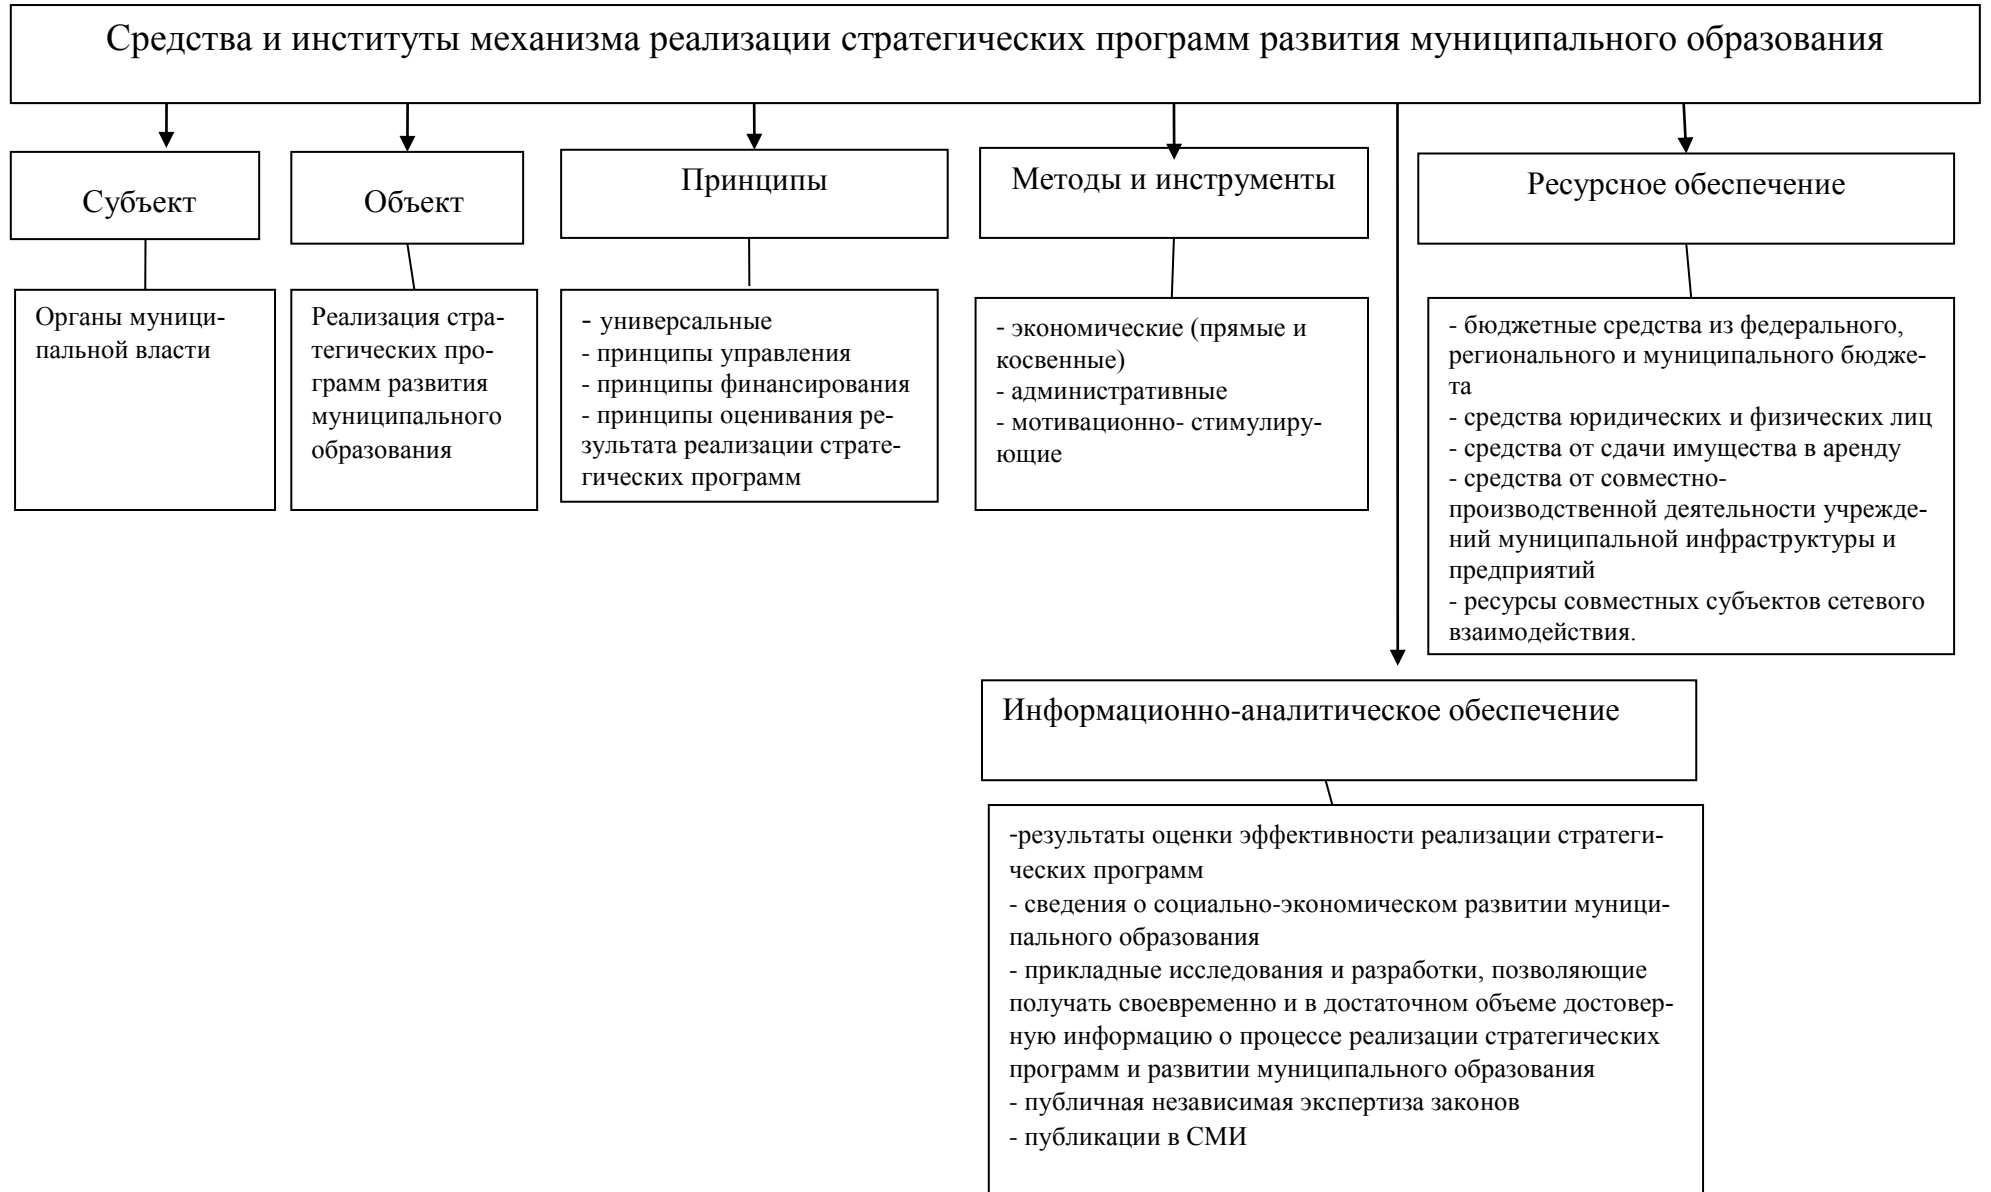 Средства и институты механизма реализации стратегических программ развития муниципального образования
Субъект
Объект
Принципы
Методы и инструменты
Ресурсное обеспечение
Органы муници-
пальной власти
Реализация стра-
тегических про-
грамм развития
муниципального
образования
- универсальные
- принципы управления
- принципы финансирования
- принципы оценивания ре-
зультата реализации страте-
гических программ
- экономические (прямые и
косвенные)
- административные
- мотивационно- стимулиру-
ющие
- бюджетные средства из федерального,
регионального и муниципального бюдже-
та
- средства юридических и физических лиц
- средства от сдачи имущества в аренду
- средства от совместно-
производственной деятельности учрежде-
ний муниципальной инфраструктуры и
предприятий
- ресурсы совместных субъектов сетевого
взаимодействия.
Информационно-аналитическое обеспечение
-результаты оценки эффективности реализации стратеги-
ческих программ
- сведения о социально-экономическом развитии муници-
пального образования
- прикладные исследования и разработки, позволяющие
получать своевременно и в достаточном объеме достовер-
ную информацию о процессе реализации стратегических
программ и развитии муниципального образования
- публичная независимая экспертиза законов
- публикации в СМИ